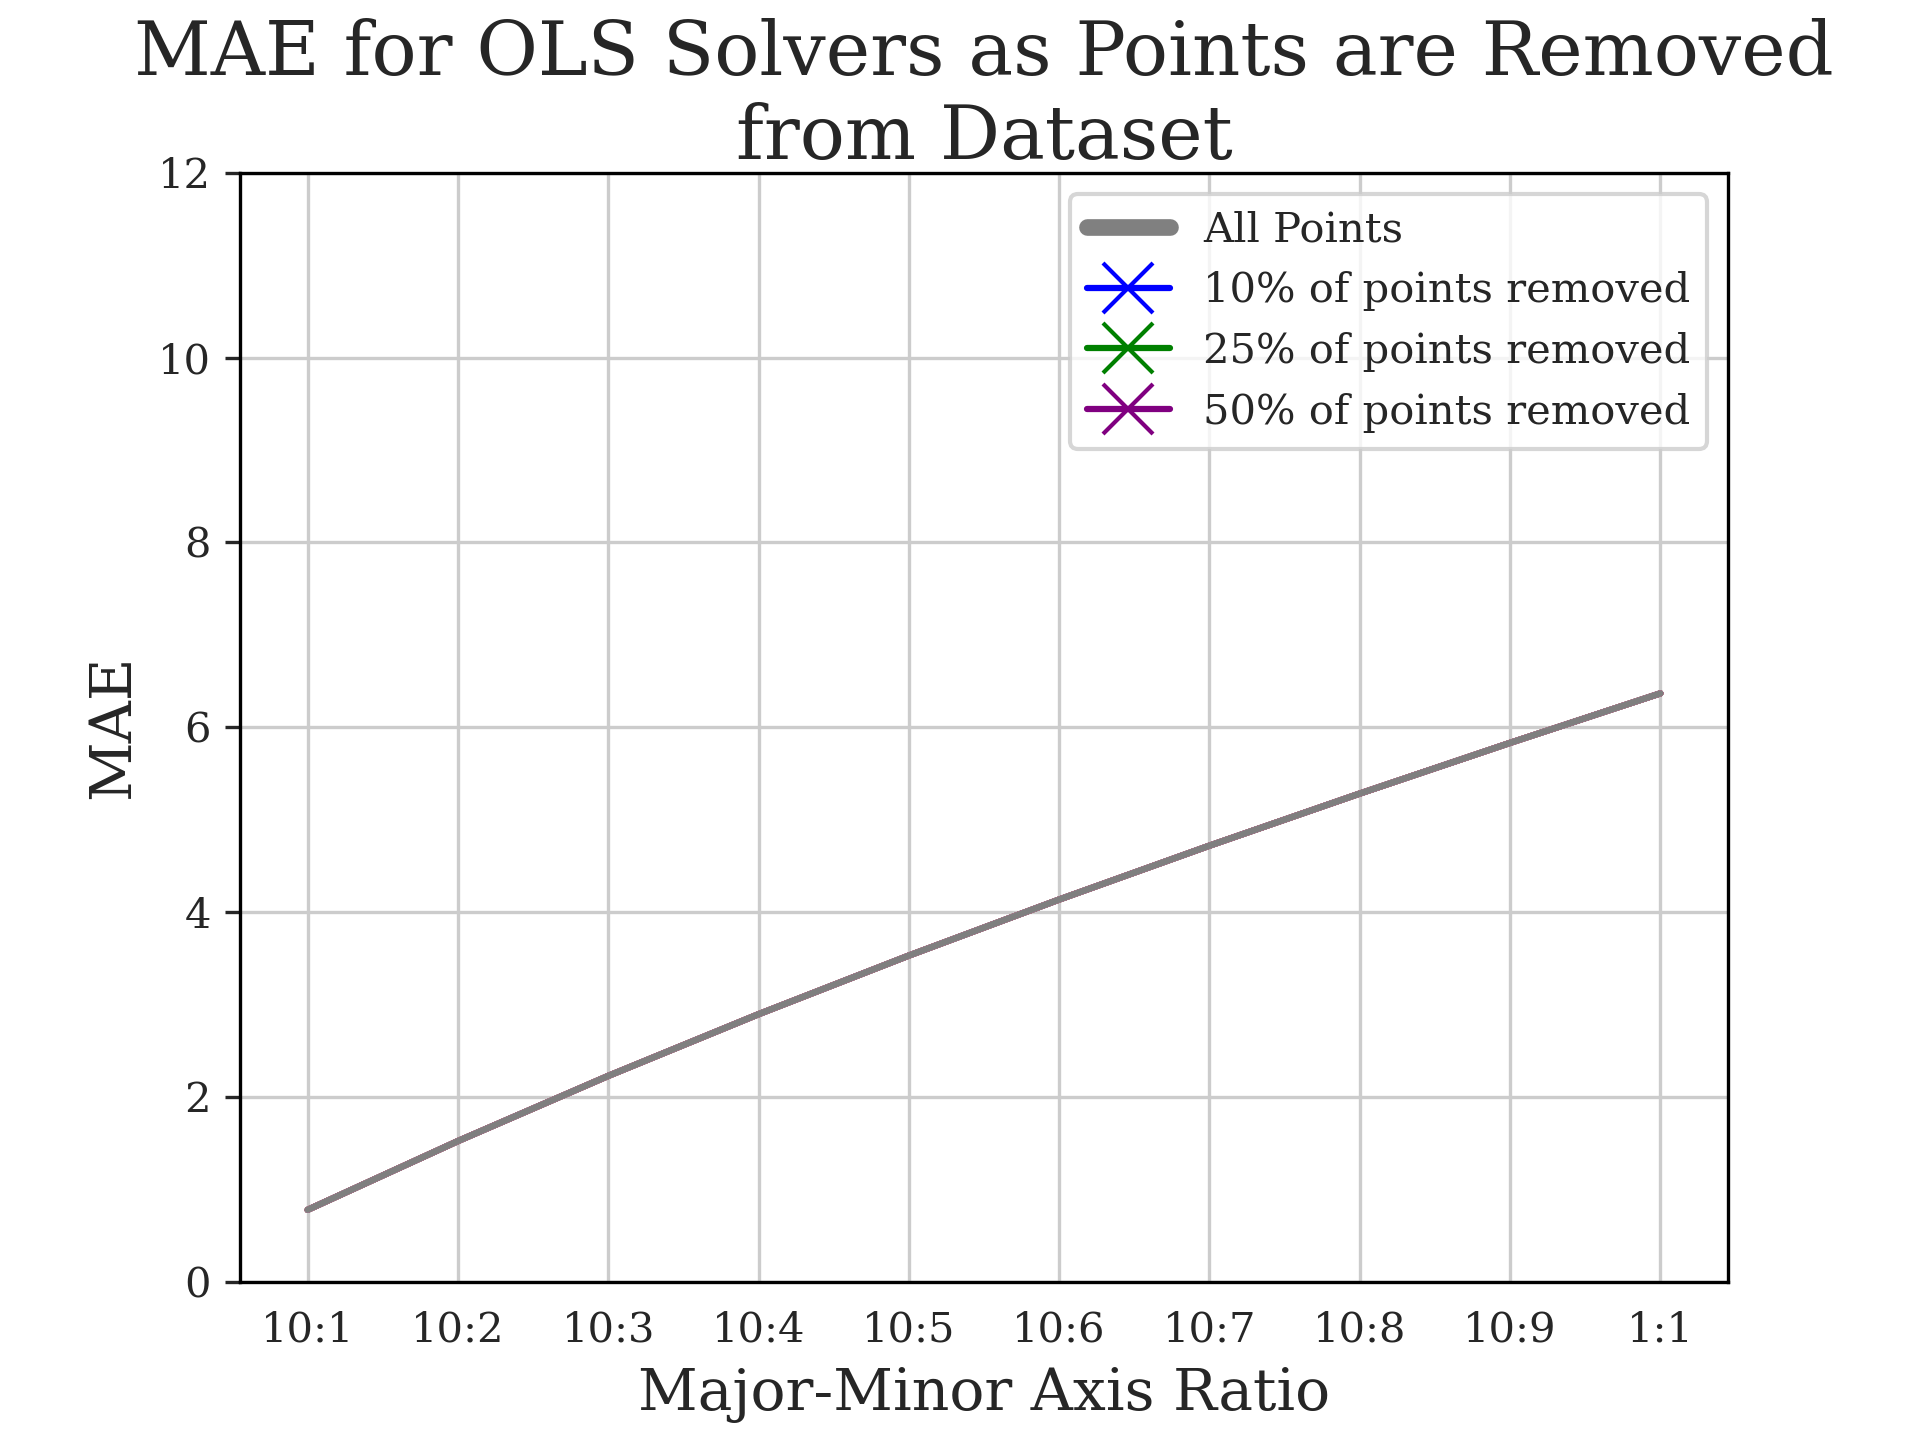 MAE for OLS Solvers as Points are Removed
from Dataset
12
10
8
6
4
2
0
MAE
All Points
10% of points removed
25% of points removed
50% of points removed
10:1 10:2 10:3 10:4 10:5 10:6 10:7 10:8 10:9 1:1
Major-Minor Axis Ratio